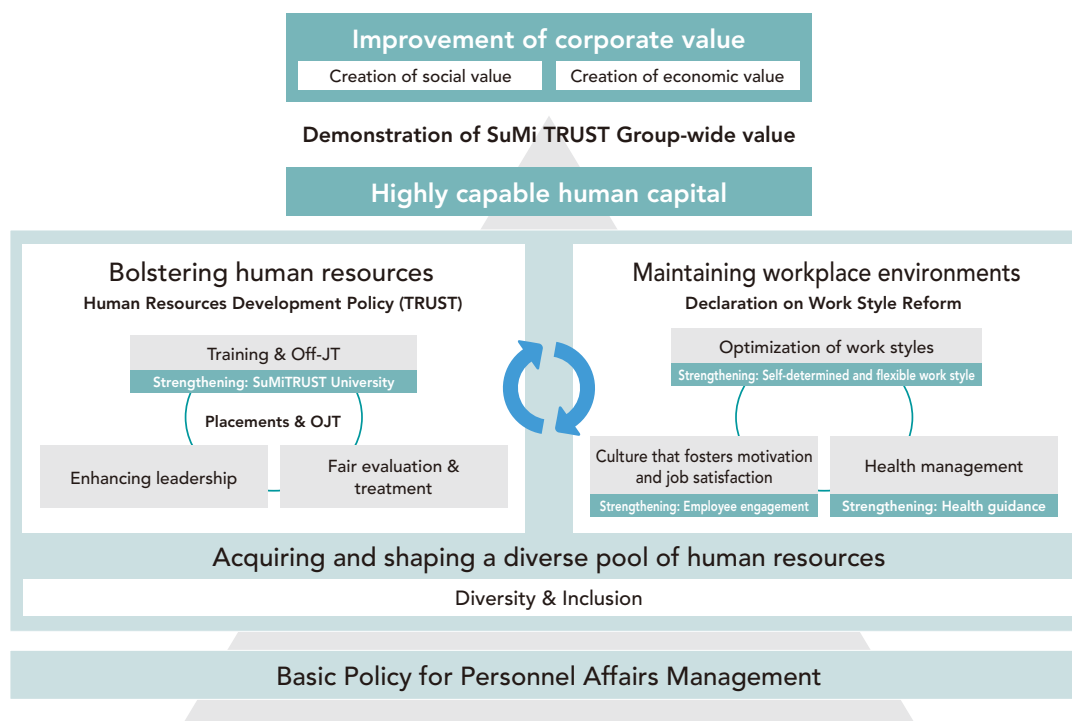 Improvement of corporate value
Creation of social value
Creation of economic value
Demonstration of SuMi TRUST Group-wide value
Highly capable human capital
Bolstering human resources
Human Resources Development Policy (TRUST)
Training & Off-JT
Strengthening: SuMiTRUST University
Placements & OJT
Enhancing leadership
Fair evaluation &
treatment
Maintaining workplace environments
Declaration on Work Style Reform
Optimization of work styles
Strengthening: Self-determined and flexible work style
Culture that fosters motivation
and job satisfaction
Strengthening: Employee engagement
Health management
Strengthening: Health guidance
Acquiring and shaping a diverse pool of human resources
Diversity & Inclusion
Basic Policy for Personnel Affairs Management